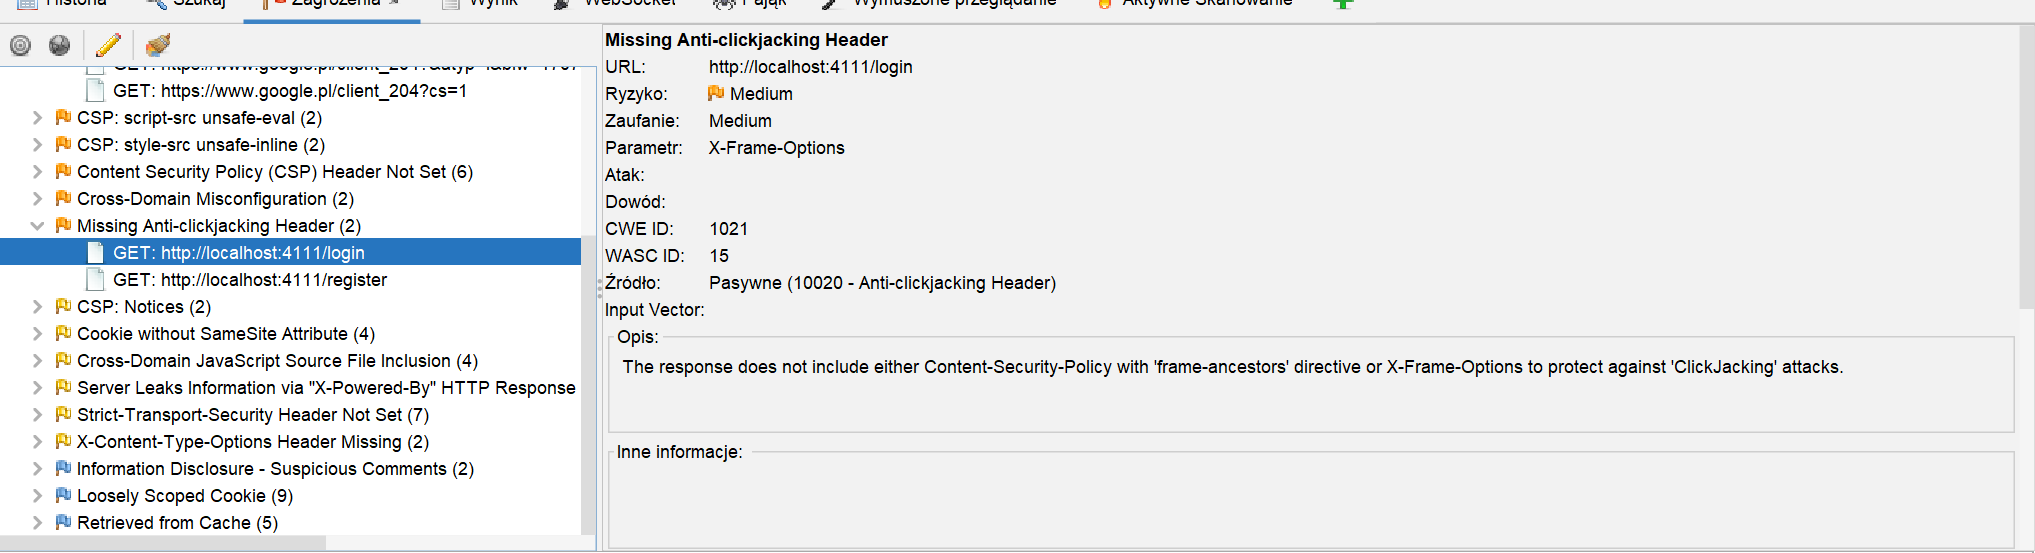 Historia Szukaj Zagrożenia Wynik WebSocket Pająk Wymuszone przeglądanie Aktywne Skanowanie
GET: https://www.google.pl/client_204?
GET: https://www.google.pl/client_204?cs=1
CSP: script-src unsafe-eval (2)
CSP: style-src unsafe-inline (2)
Content Security Policy (CSP) Header Not Set (6)
Cross-Domain Misconfiguration (2)
Missing Anti-clickjacking Header (2)
GET: http://localhost:4111/login
GET: http://localhost:4111/register
CSP: Notices (2)
Cookie without SameSite Attribute (4)
Cross-Domain JavaScript Source File Inclusion (4)
Server Leaks Information via "X-Powered-By" HTTP Response
Strict-Transport-Security Header Not Set (7)
X-Content-Type-Options Header Missing (2)
Information Disclosure - Suspicious Comments (2)
Loosely Scoped Cookie (9)
Retrieved from Cache (5)
Missing Anti-clickjacking Header
URL: http://localhost:4111/login
Ryzyko: Medium
Zaufanie: Medium
Parametr: X-Frame-Options
Atak:
Dowód:
CWE ID: 1021
WASC ID: 15
Źródło: Pasywne (10020 - Anti-clickjacking Header)
Input Vector:
Opis:
The response does not include either Content-Security-Policy with 'frame-ancestors' directive or X-Frame-Options to protect against 'ClickJacking' attacks.
Inne informacje: